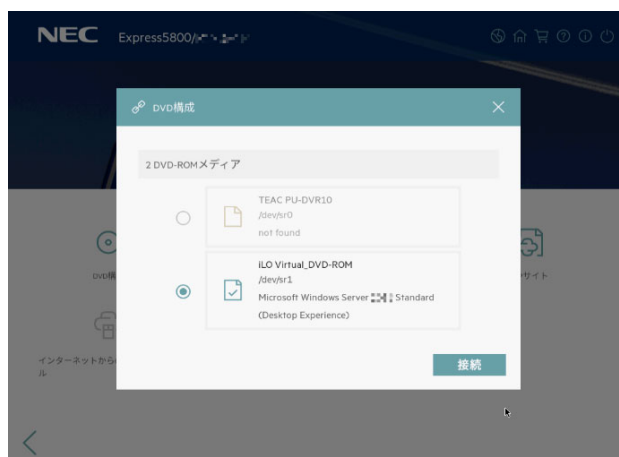 NEC Express5800/
DVD構成
2 DVD-ROMメディア
TEAC PU-DVR10
/dev/sr0
not found
iLO Virtual_DVD-ROM
/dev/sr1
Microsoft Windows Server Standard
(Desktop Experience)
接続
DVD構
サイト
インターネットから
ル